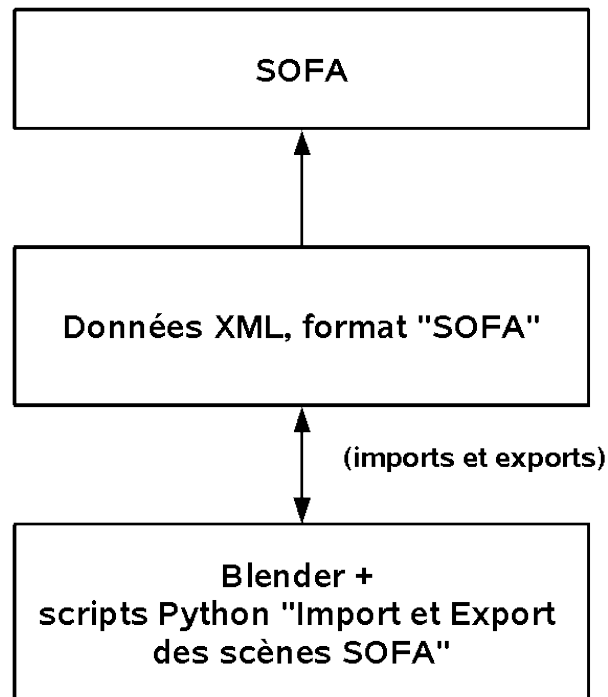 SOFA
Données XML, format "SOFA"
(imports et exports)
Blender +
scripts Python "Import et Export
des scènes SOFA"